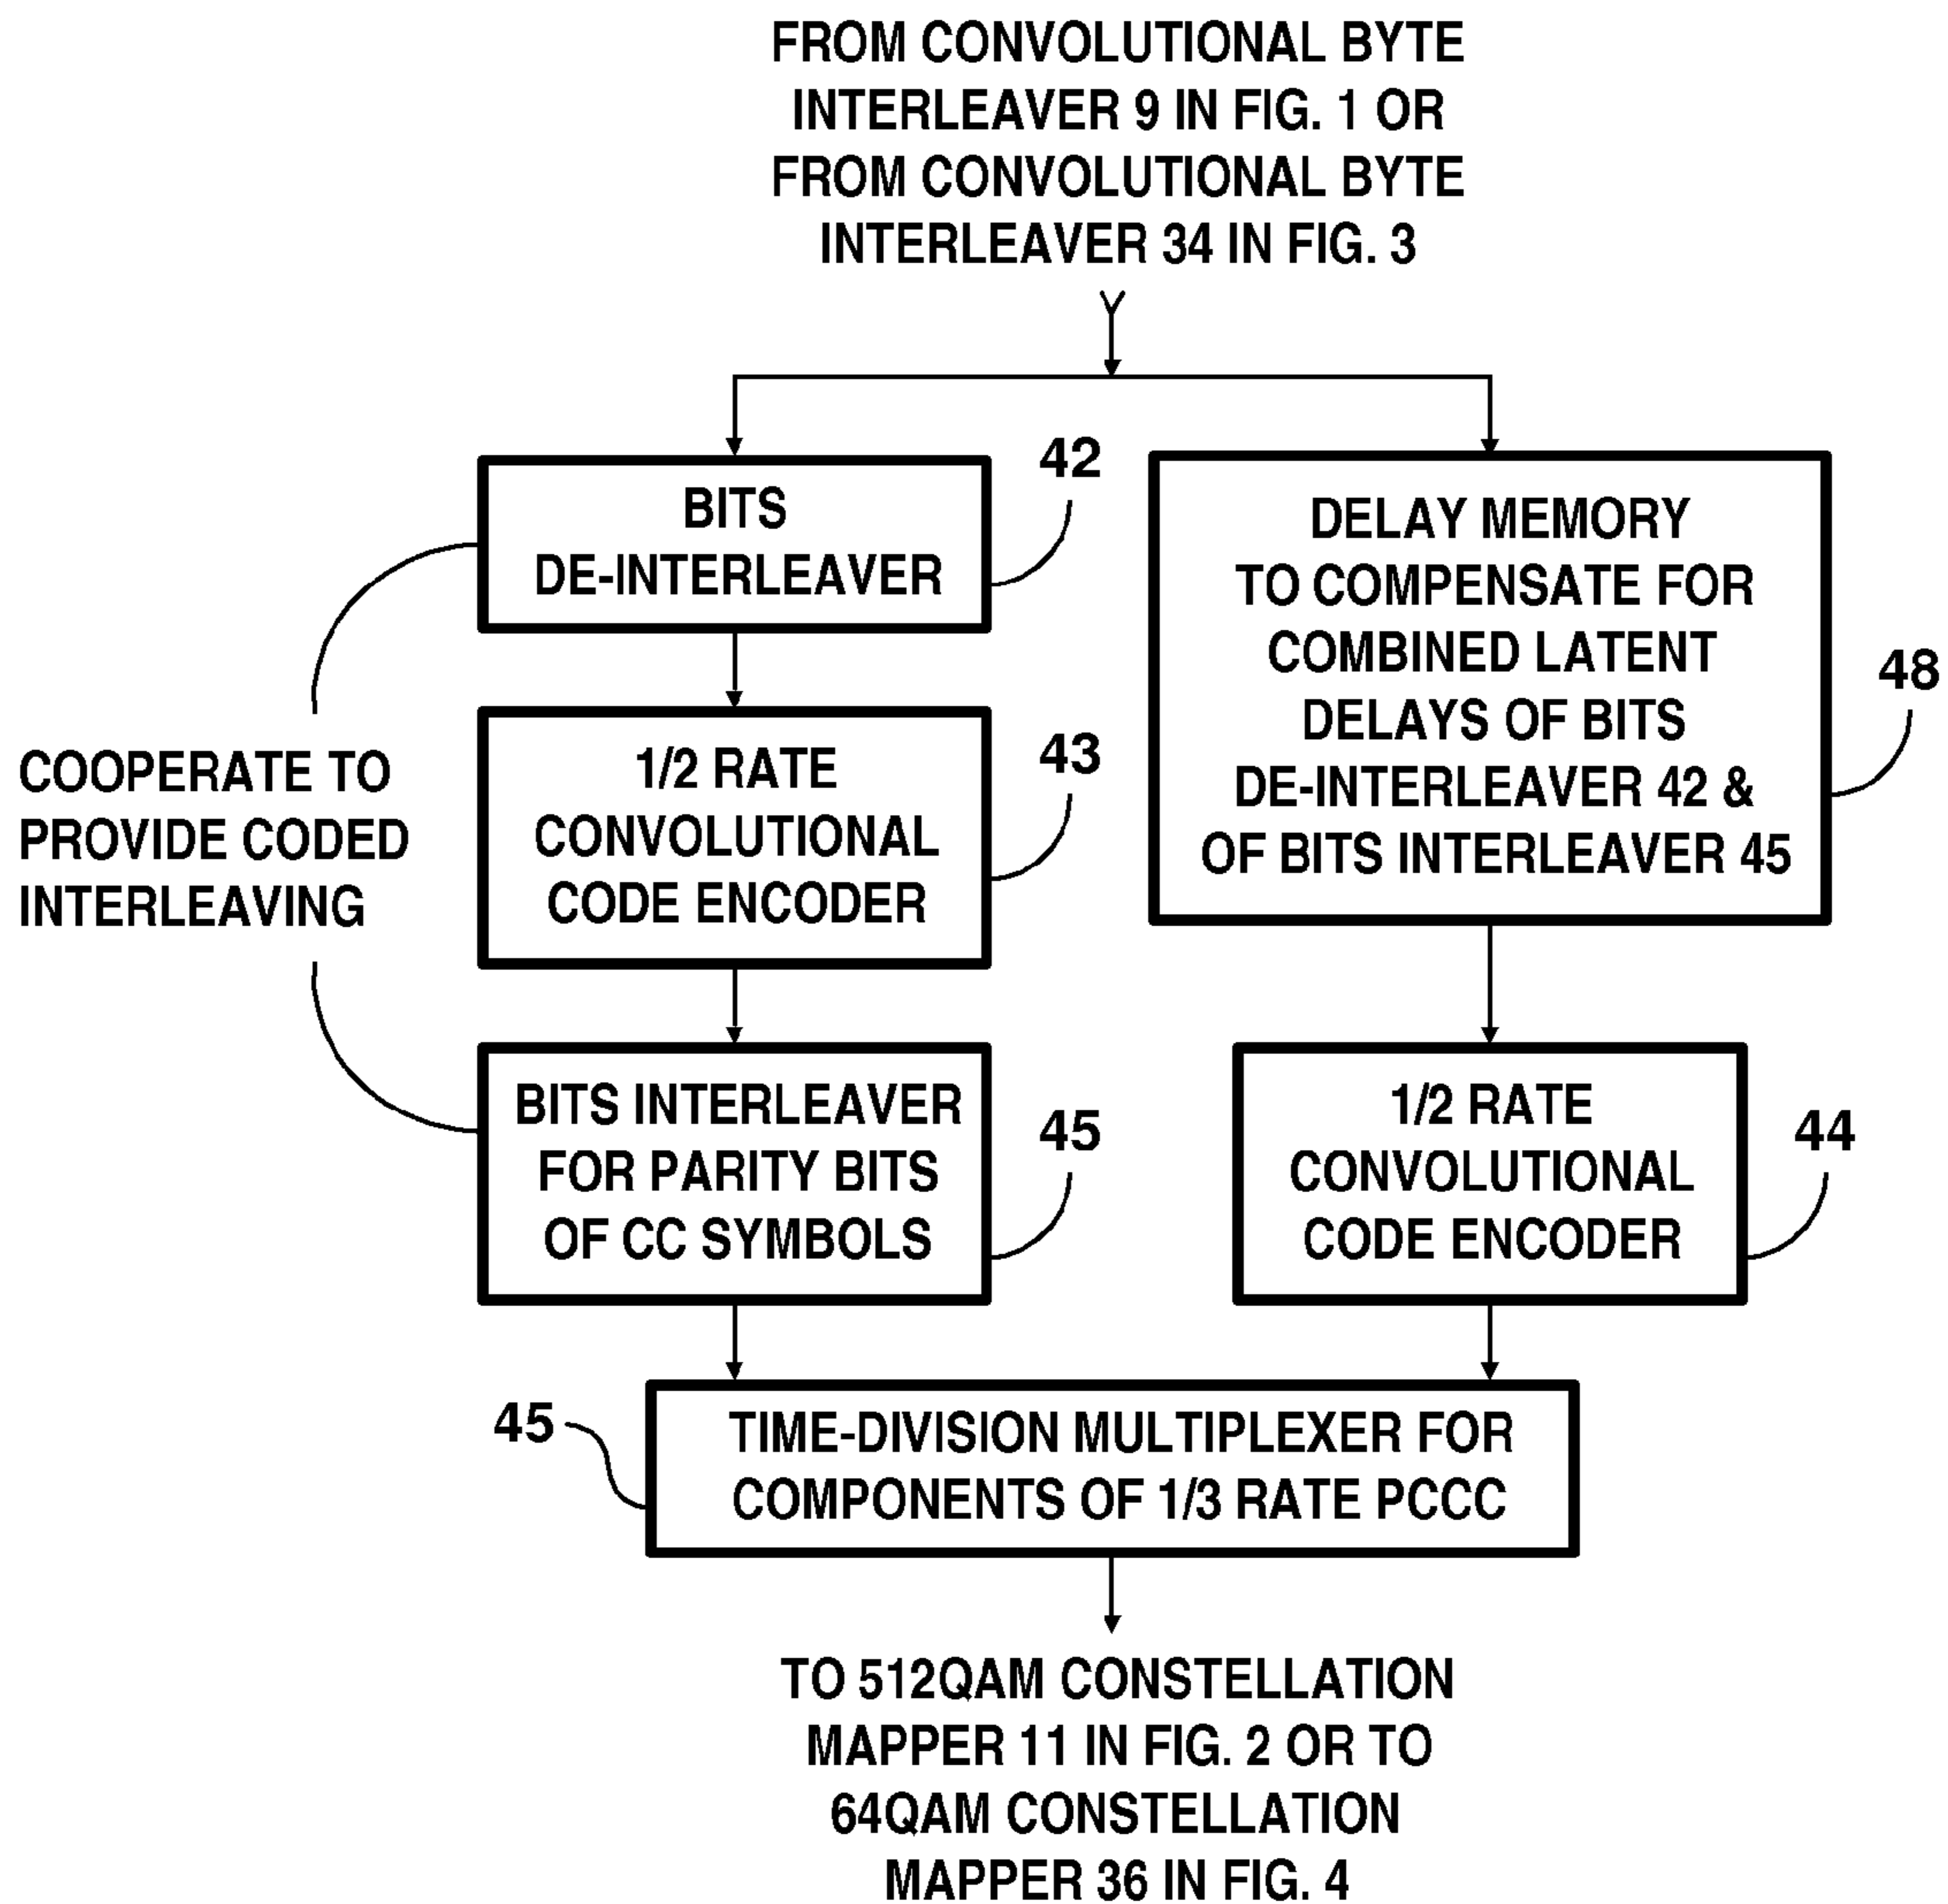 FROM CONVOLUTIONAL BYTE
INTERLEAVER 9 IN FIG. 1 OR
FROM CONVOLUTIONAL BYTE
INTERLEAVER 34 IN FIG. 3
42
BITS
DE-INTERLEAVER
DELAY MEMORY
TO COMPENSATE FOR
COMBINED LATENT
DELAYS OF BITS
DE-INTERLEAVER 42 &
OF BITS INTERLEAVER 45
48
COOPERATE TO
PROVIDE CODED
INTERLEAVING
43
1/2 RATE
CONVOLUTIONAL
CODE ENCODER
BITS INTERLEAVER
FOR PARITY BITS
OF CC SYMBOLS
45
1/2 RATE
CONVOLUTIONAL
CODE ENCODER
44
45
TIME-DIVISION MULTIPLEXER FOR
COMPONENTS OF 1/3 RATE PCCC
TO 512QAM CONSTELLATION
MAPPER 11 IN FIG. 2 OR TO
64QAM CONSTELLATION
MAPPER 36 IN FIG. 4